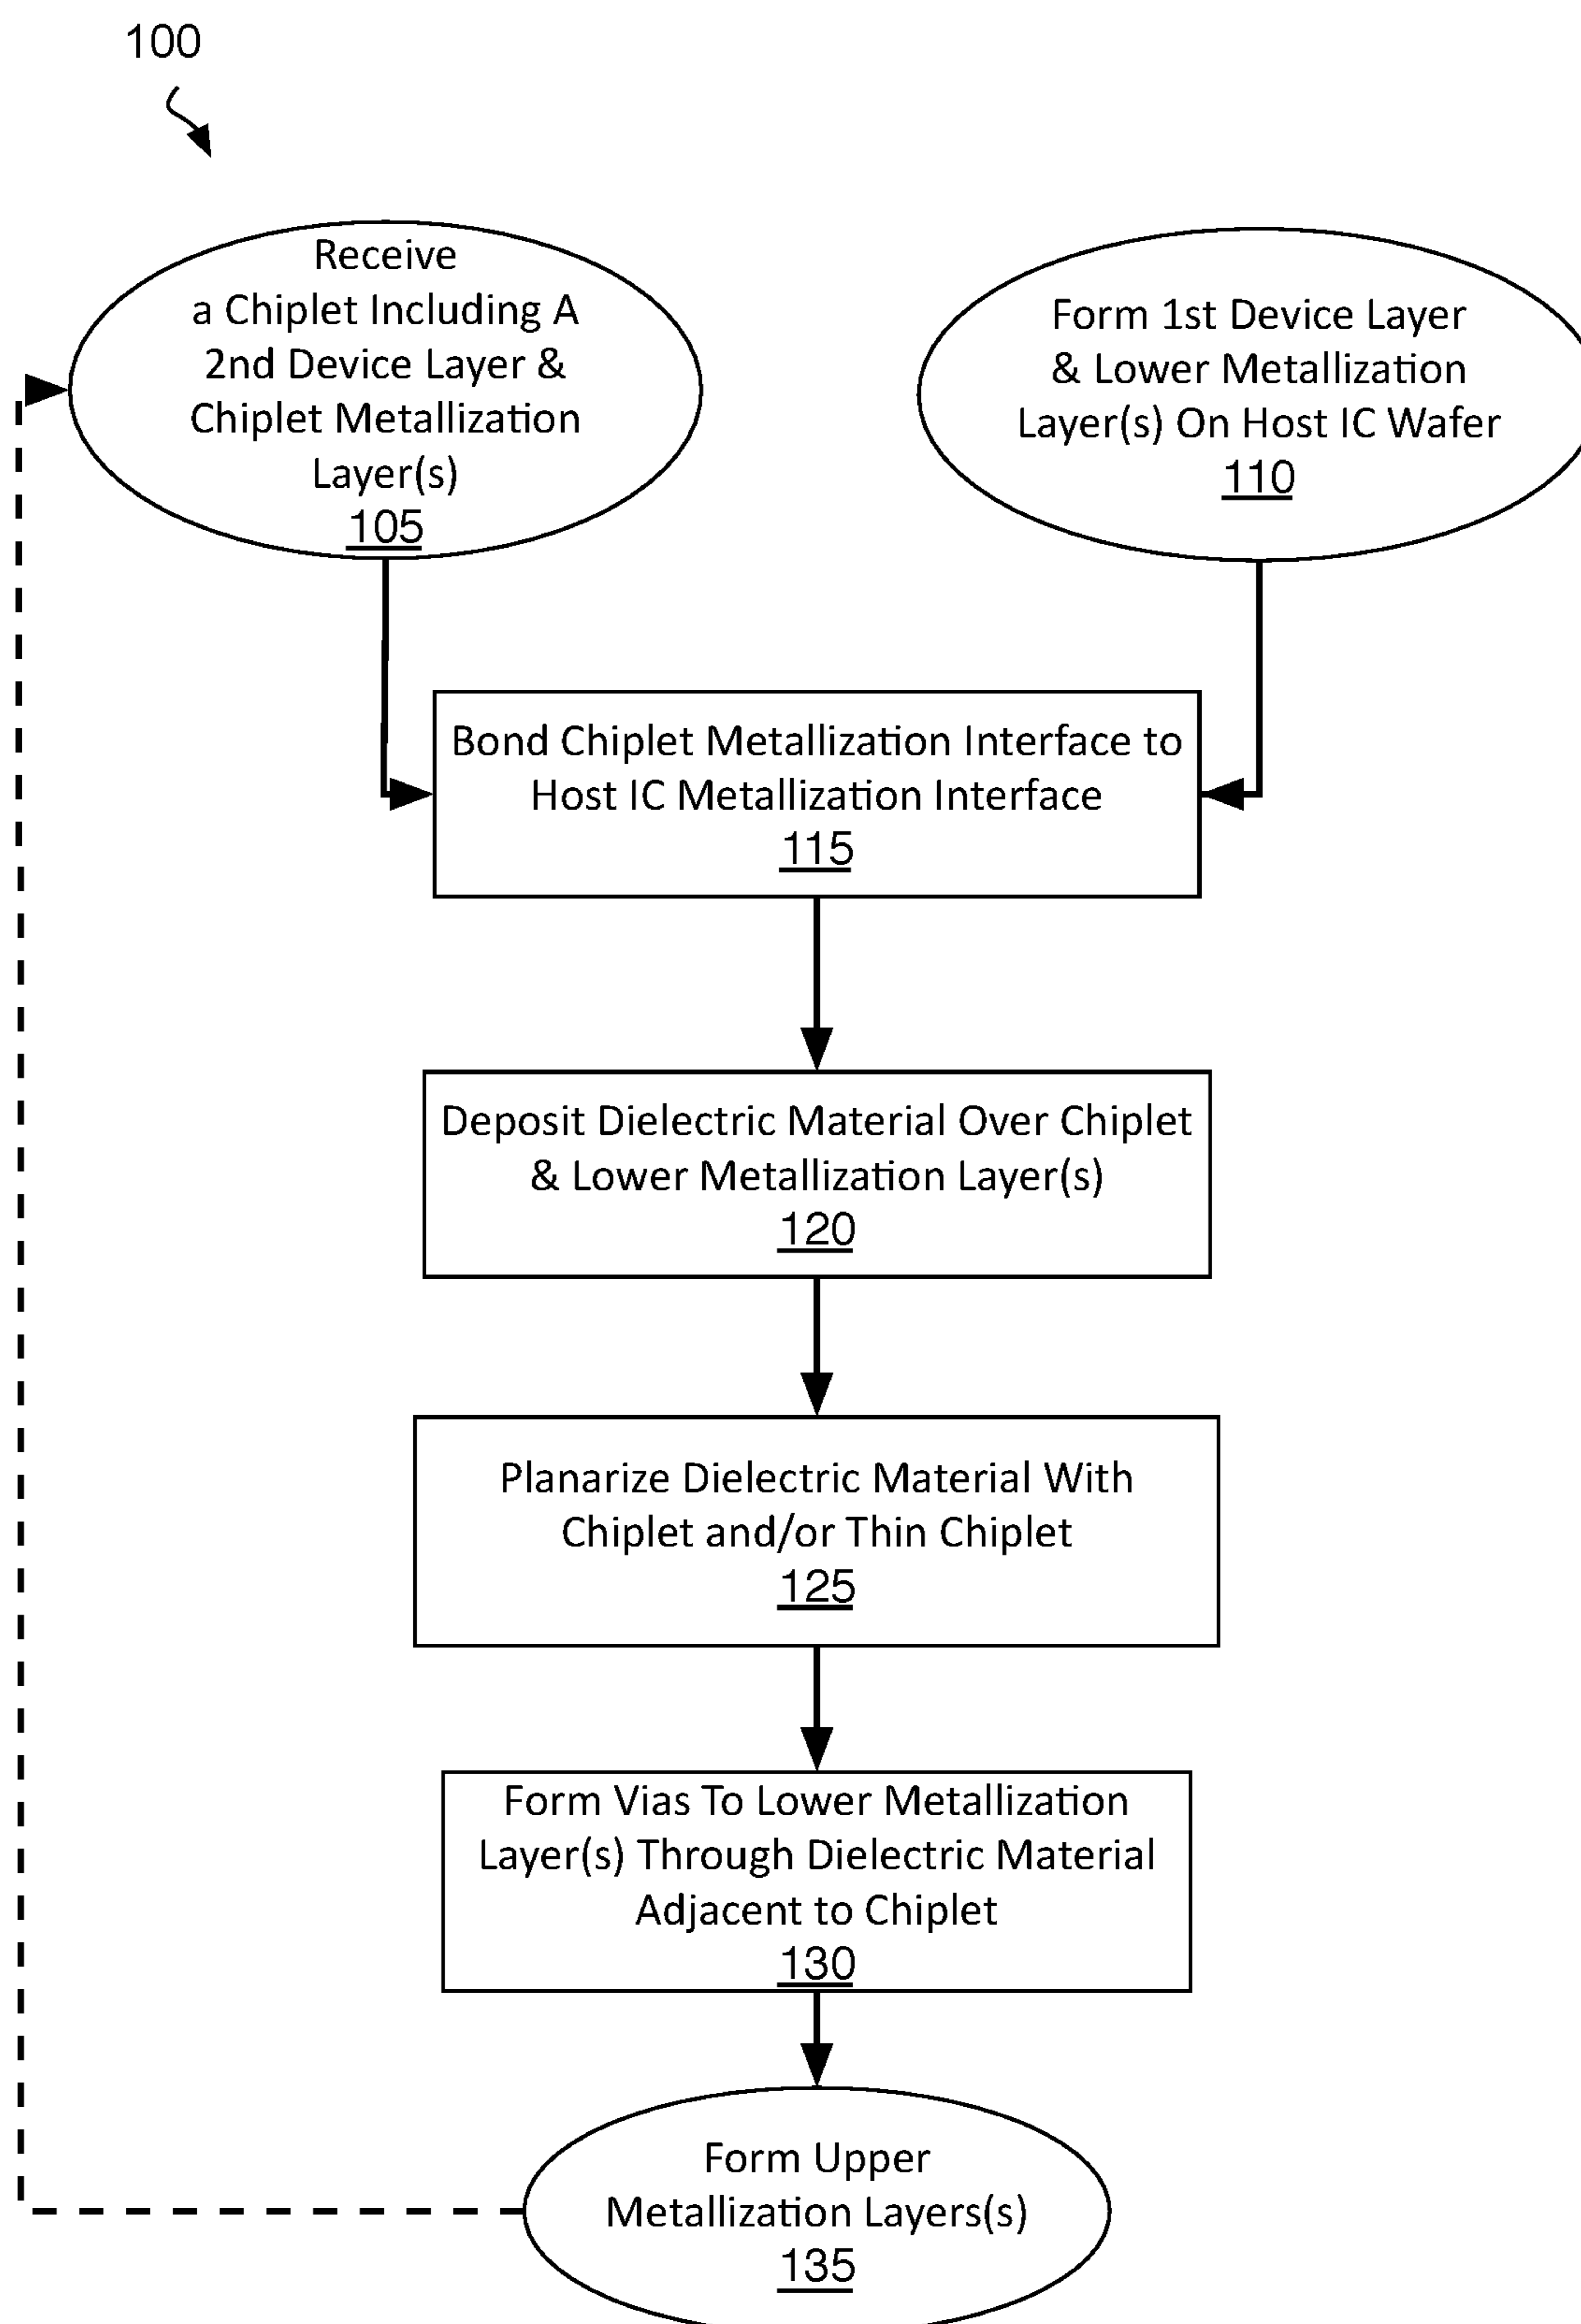 100
Receive
a Chiplet Including A
2nd Device Layer &
Chiplet Metallization
Layer(s)
105
Form 1st Device Layer
& Lower Metallization
Layer(s) On Host IC Wafer
110
Bond Chiplet Metallization Interface to
Host IC Metallization Interface
115
Deposit Dielectric Material Over Chiplet
& Lower Metallization Layer(s)
120
Planarize Dielectric Material With
Chiplet and/or Thin Chiplet
125
Form Vias To Lower Metallization
Layer(s) Through Dielectric Material
Adjacent to Chiplet
130
Form Upper
Metallization Layers(s)
135